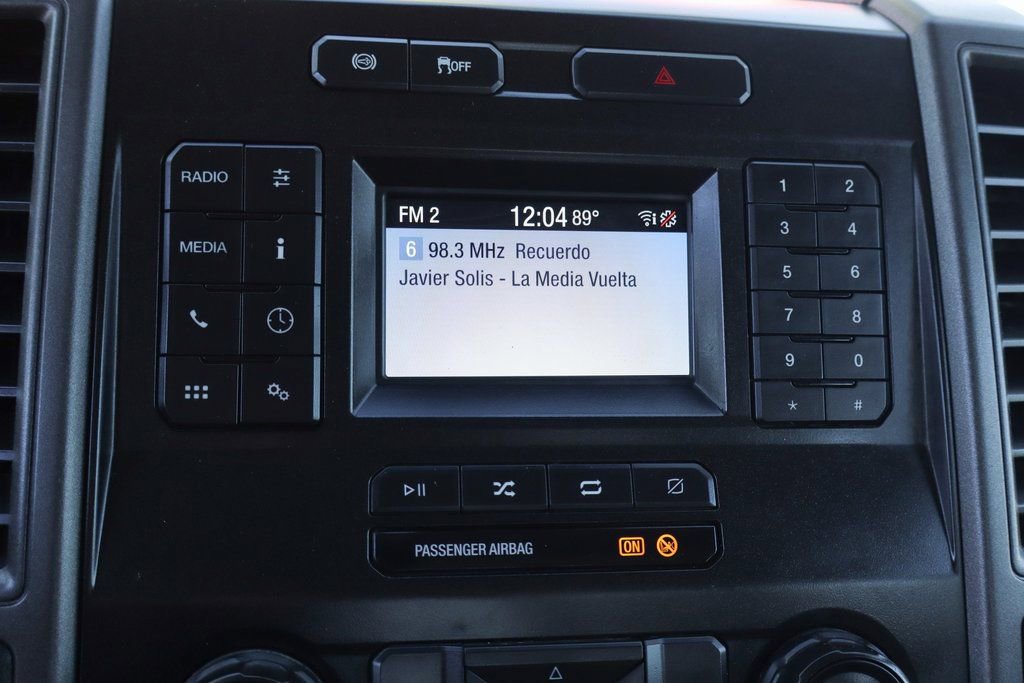 OFF
RADIO
MEDIA
i
FM 2 12:04 89°
6 98.3 MHz Recuerdo
Javier Solis - La Media Vuelta
1 2
3 4
5 6
7 8
9 0
* #
PASSENGER AIRBAG ON